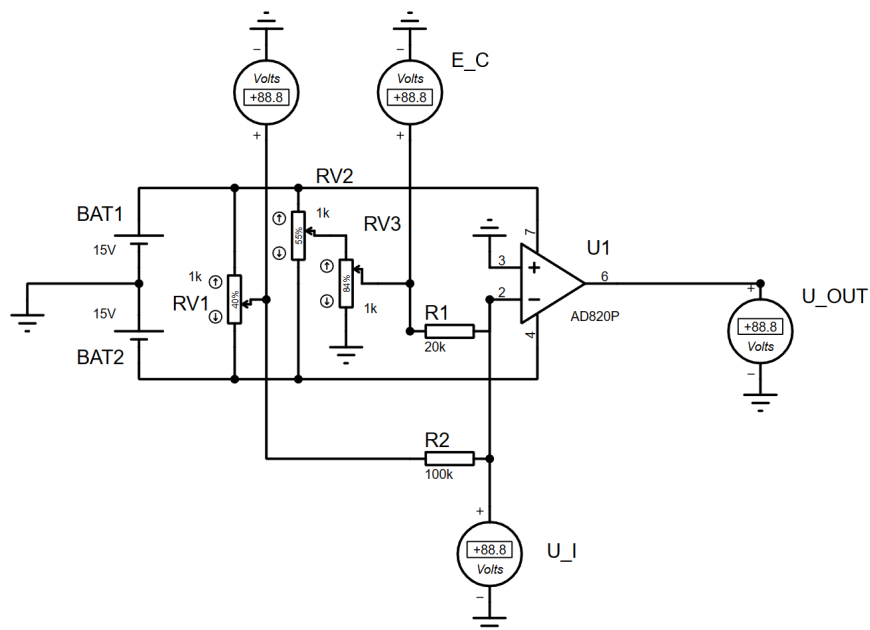 −
−
Volts
+88.8
+
Volts
+88.8
+
E_C
BAT1
15V
15V
BAT2
1k
RV1
40%
RV2
1k
55%
RV3
84%
1k
R1
20k
3
2
+
−
7
4
6
U1
AD820P
+
+88.8
Volts
−
U_OUT
R2
100k
+
+88.8
Volts
−
U_I